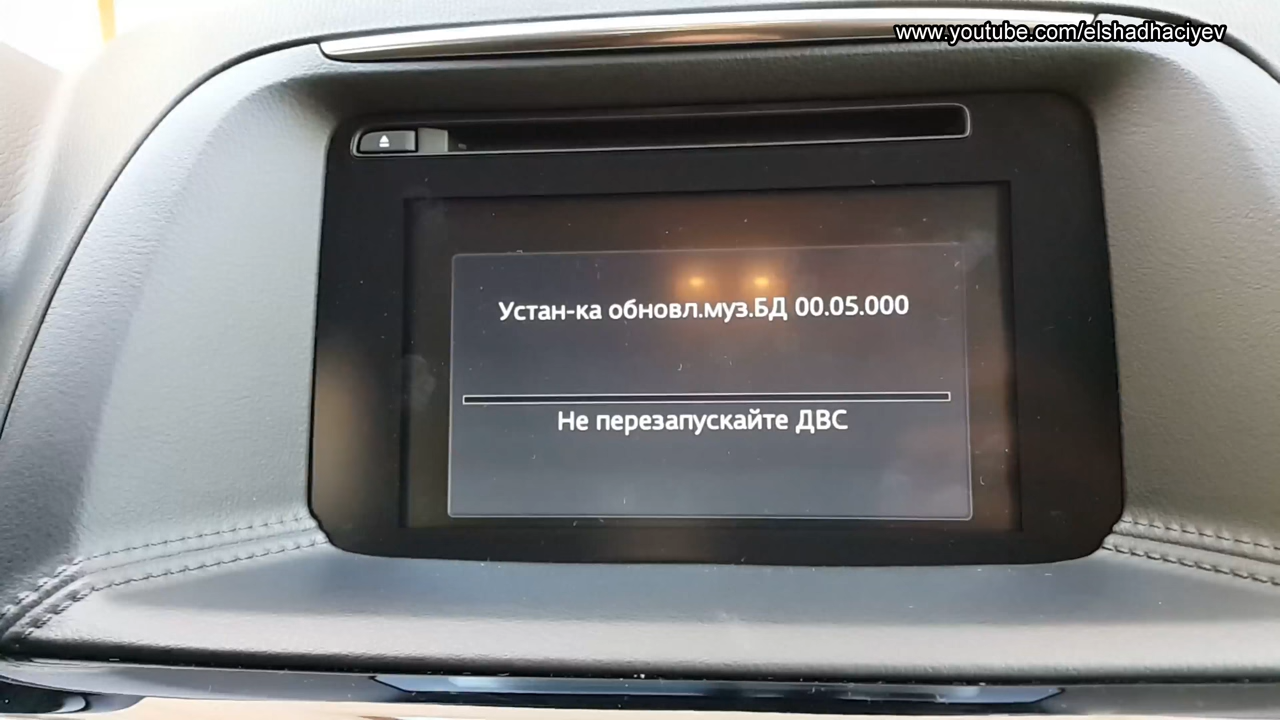 www.youtube.com/elshadhaciyev
Устан-ка обновл.муз.БД 00.05.000
Не перезапускайте ДВС